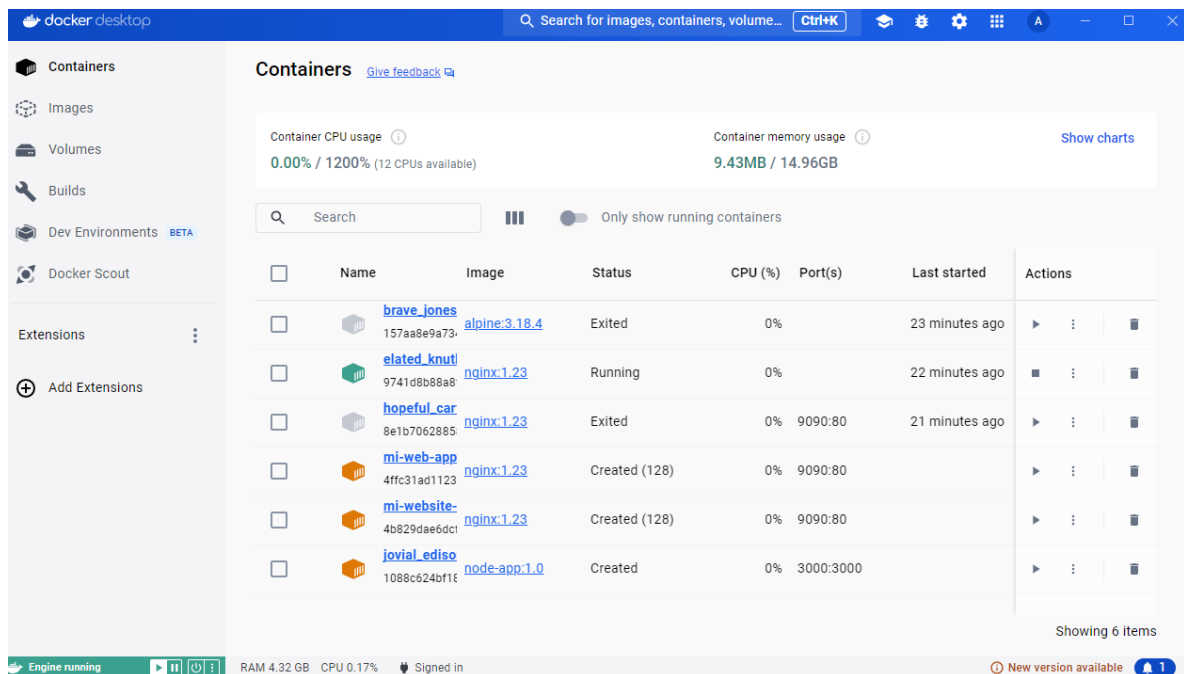 docker desktop
Search for images, containers, volume... Ctrl+K
A
Containers
Images
Volumes
Builds
Dev Environments BETA
Docker Scout
Extensions
Add Extensions
Containers Give feedback
Container CPU usage
0.00% / 1200% (12 CPUs available)
Container memory usage
9.43MB / 14.96GB
Show charts
Search
Only show running containers
Name Image Status CPU (%) Port(s) Last started Actions
brave_jones
157aa8e9a734
alpine:3.18.4 Exited 0% 23 minutes ago
elated_knutl
9741d8b88a8
nginx:1.23 Running 0% 22 minutes ago
hopeful_car
8e1b7062885
nginx:1.23 Exited 0% 9090:80 21 minutes ago
mi-web-app
4ffc31ad1123
nginx:1.23 Created (128) 0% 9090:80
mi-website-
4b829dae6dcf
nginx:1.23 Created (128) 0% 9090:80
jovial_ediso
1088c624bf18
node-app:1.0 Created 0% 3000:3000
Showing 6 items
Engine running
RAM 4.32 GB CPU 0.17% Signed in
New version available 1